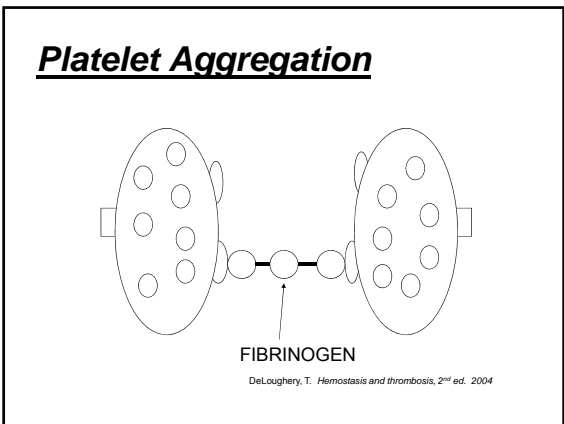 Platelet Aggregation
FIBRINOGEN
DeLoughery, T. Hemostasis and thrombosis, 2nd ed. 2004